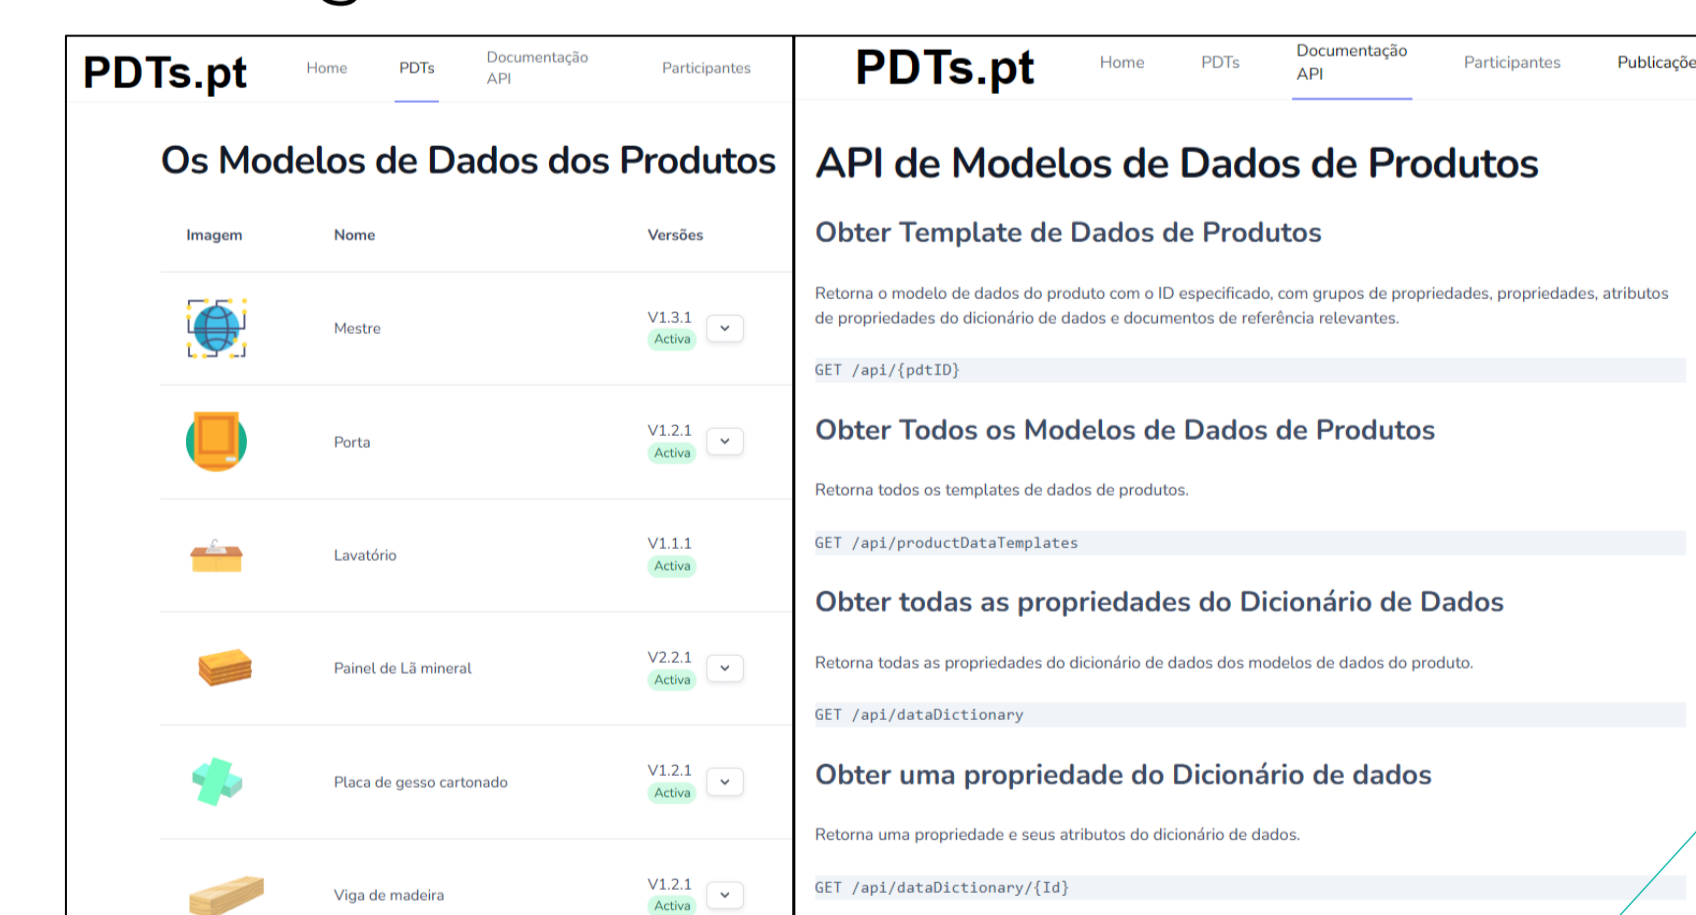 PDTs.pt
Home
PDTs
Documentação
API
Participantes
Os Modelos de Dados dos Produtos
Imagem Nome Versões
Mestre
V1.3.1
Activa
Porta
V1.2.1
Activa
Lavatório
V1.1.1
Activa
Painel de Lã mineral
V2.2.1
Activa
Placa de gesso cartonado
V1.2.1
Activa
Viga de madeira
V1.2.1
Activa
PDTs.pt
Home
PDTs
Documentação
API
Participantes
Publicaçõe
API de Modelos de Dados de Produtos
Obter Template de Dados de Produtos
Retorna o modelo de dados do produto com o ID especificado, com grupos de propriedades, propriedades, atributos
de propriedades do dicionário de dados e documentos de referência relevantes.
GET /api/{pdtID}
Obter Todos os Modelos de Dados de Produtos
Retorna todos os templates de dados de produtos.
GET /api/productDataTemplates
Obter todas as propriedades do Dicionário de Dados
Retorna todas as propriedades do dicionário de dados dos modelos de dados do produto.
GET /api/dataDictionary
Obter uma propriedade do Dicionário de dados
Retorna uma propriedade e seus atributos do dicionário de dados.
GET /api/dataDictionary/{Id}